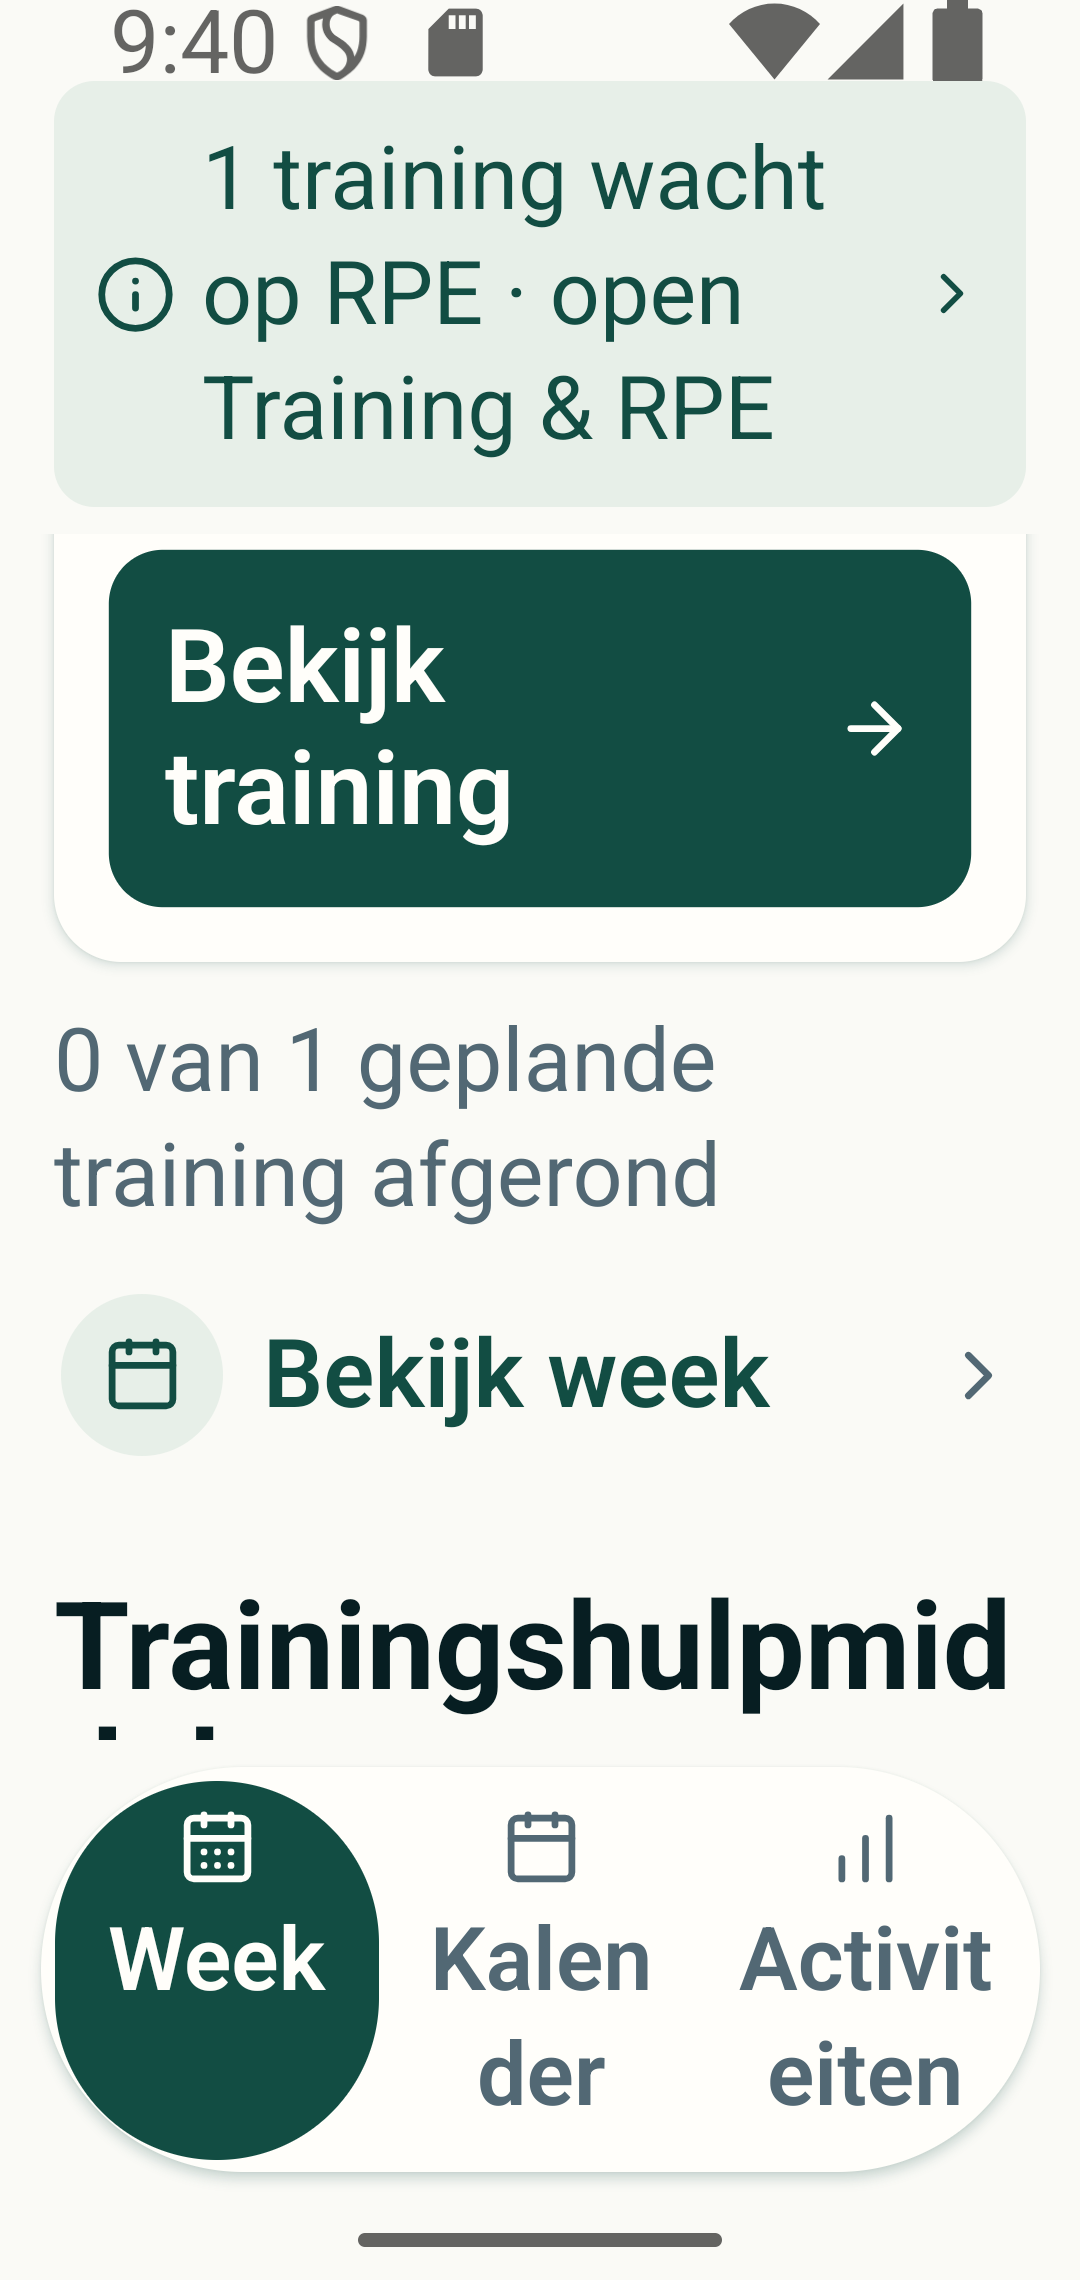 9:40
1 training wacht
op RPE · open
Training & RPE
Bekijk
training
0 van 1 geplande
training afgerond
Bekijk week
Trainingshulpmid
Week
Kalen
der
Activit
eiten